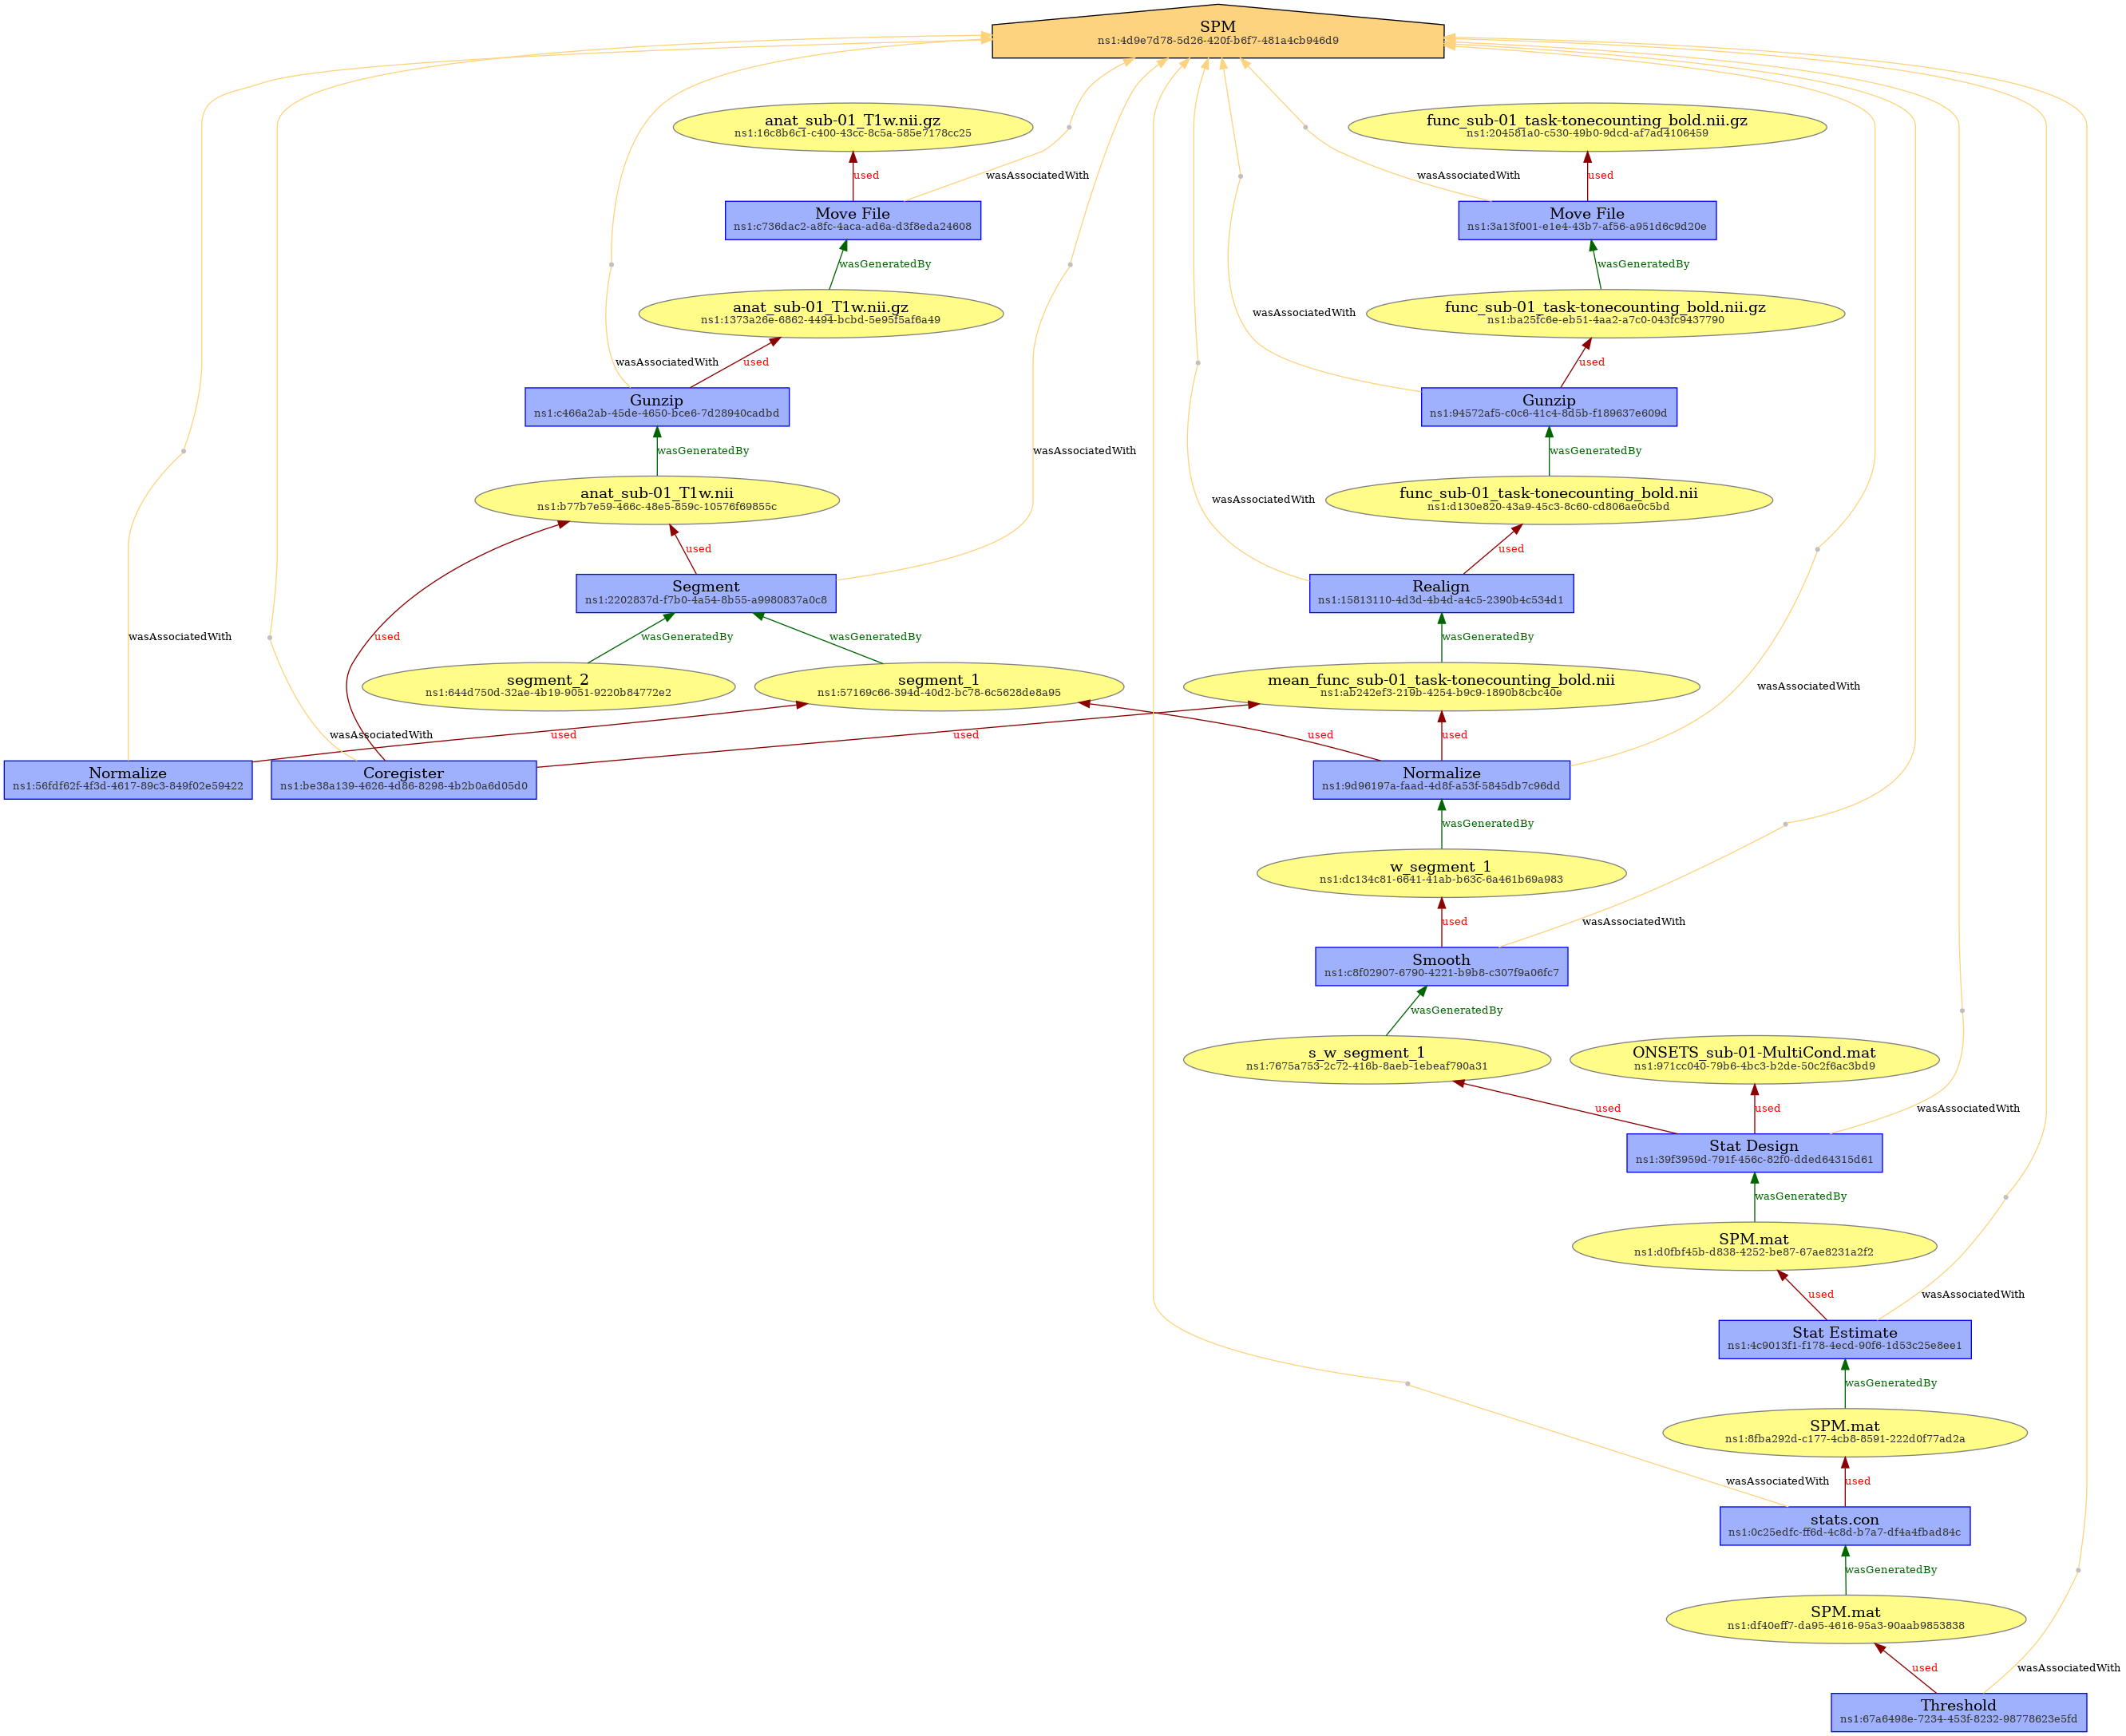 SPM
ns1:4d9e7d78-5d26-420f-b6f7-481a4cb946d9
anat_sub-01_T1w.nii.gz
ns1:16c8b6c1-c400-43cc-8c5a-585e7178cc25
func_sub-01_task-tonecounting_bold.nii.gz
ns1:204581a0-c530-49b0-9dcd-af7ad4106459
used
wasAssociatedWith
wasAssociatedWith
used
Move File
ns1:c736dac2-a8fc-4aca-ad6a-d3f8eda24608
Move File
ns1:3a13f001-e1e4-43b7-af56-a951d6c9d20e
wasGeneratedBy
wasGeneratedBy
anat_sub-01_T1w.nii.gz
ns1:1373a26e-6862-4494-bcbd-5e95f5af6a49
wasAssociatedWith
func_sub-01_task-tonecounting_bold.nii.gz
ns1:ba25fc6e-eb51-4aa2-a7c0-043fc9437790
wasAssociatedWith
used
used
Gunzip
ns1:c466a2ab-45de-4650-bce6-7d28940cadbd
Gunzip
ns1:94572af5-c0c6-41c4-8d5b-f189637e609d
wasGeneratedBy
wasAssociatedWith
wasGeneratedBy
anat_sub-01_T1w.nii
ns1:b77b7e59-466c-48e5-859c-10576f69855c
wasAssociatedWith
func_sub-01_task-tonecounting_bold.nii
ns1:d130e820-43a9-45c3-8c60-cd806ae0c5bd
used
used
Segment
ns1:2202837d-f7b0-4a54-8b55-a9980837a0c8
Realign
ns1:15813110-4d3d-4b4d-a4c5-2390b4c534d1
wasAssociatedWith
used
wasGeneratedBy
wasGeneratedBy
wasGeneratedBy
segment_2
ns1:644d750d-32ae-4b19-9051-9220b84772e2
segment_1
ns1:57169c66-394d-40d2-bc78-6c5628de8a95
mean_func_sub-01_task-tonecounting_bold.nii
ns1:ab242ef3-219b-4254-b9c9-1890b8cbc40e
wasAssociatedWith
wasAssociatedWith
used
used
used
used
Normalize
ns1:56fdf62f-4f3d-4617-89c3-849f02e59422
Coregister
ns1:be38a139-4626-4d86-8298-4b2b0a6d05d0
Normalize
ns1:9d96197a-faad-4d8f-a53f-5845db7c96dd
wasGeneratedBy
w_segment_1
ns1:dc134c81-6641-41ab-b63c-6a461b69a983
used
wasAssociatedWith
Smooth
ns1:c8f02907-6790-4221-b9b8-c307f9a06fc7
wasGeneratedBy
s_w_segment_1
ns1:7675a753-2c72-416b-8aeb-1ebeaf790a31
ONSETS_sub-01-MultiCond.mat
ns1:971cc040-79b6-4bc3-b2de-50c2f6ac3bd9
used
used
wasAssociatedWith
Stat Design
ns1:39f3959d-791f-456c-82f0-dded64315d61
wasGeneratedBy
SPM.mat
ns1:d0fbf45b-d838-4252-be87-67ae8231a2f2
used
wasAssociatedWith
Stat Estimate
ns1:4c9013f1-f178-4ecd-90f6-1d53c25e8ee1
wasGeneratedBy
SPM.mat
ns1:8fba292d-c177-4cb8-8591-222d0f77ad2a
wasAssociatedWith
used
stats.con
ns1:0c25edfc-ff6d-4c8d-b7a7-df4a4fbad84c
wasGeneratedBy
SPM.mat
ns1:df40eff7-da95-4616-95a3-90aab9853838
used
wasAssociatedWith
Threshold
ns1:67a6498e-7234-453f-8232-98778623e5fd